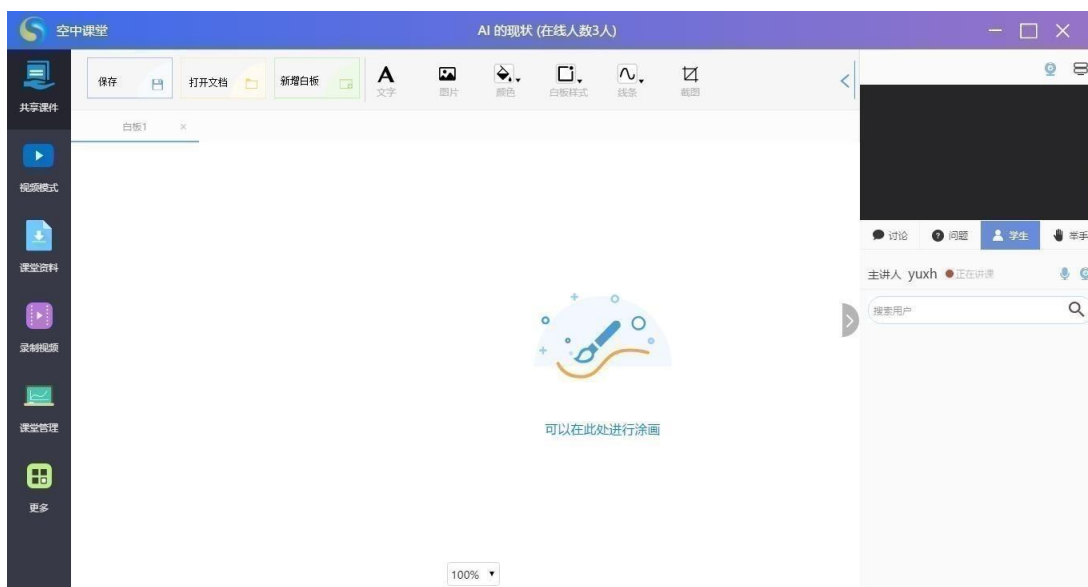 空中课堂
AI 的现状 (在线人数3人)
共享课件
视频模式
课堂资料
录制视频
课堂管理
更多
保存
打开文档
新增白板
文字
图片
颜色
白板样式
线条
截图
白板1 ×
可以在此处进行涂画
100%
讨论 问题 学生 举手
主讲人 yuxh 正在讲课
搜索用户